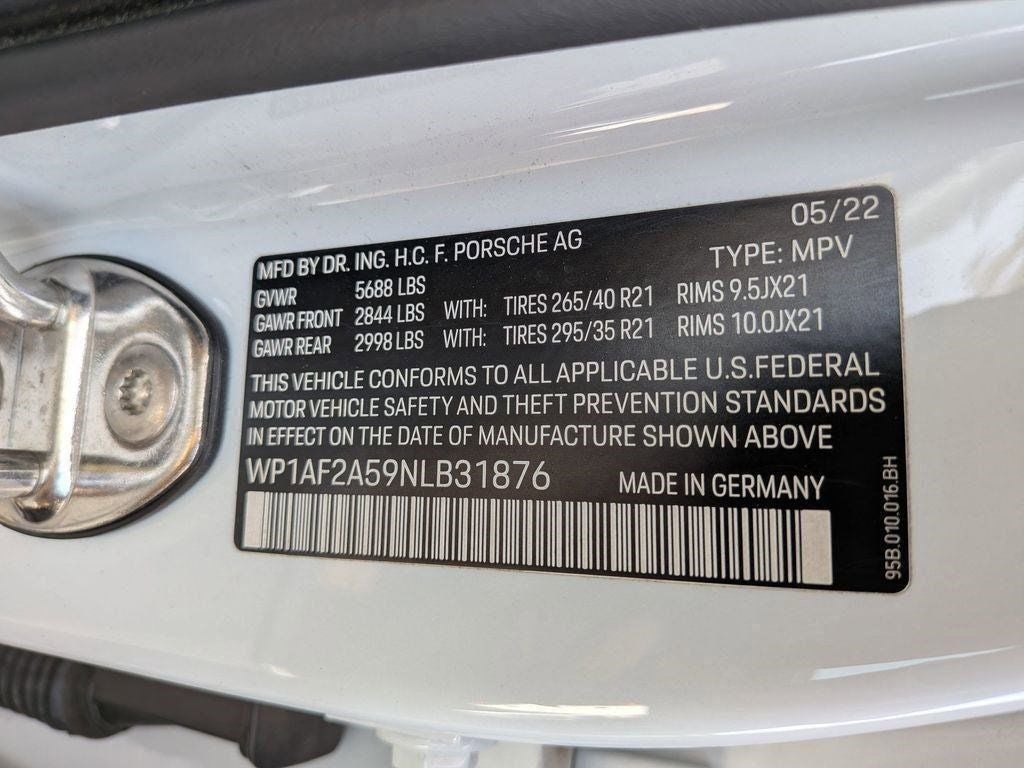 05/22
MFD BY DR. ING. H.C. F. PORSCHE AG
TYPE: MPV
GVWR 5688 LBS
GAWR FRONT 2844 LBS WITH: TIRES 265/40 R21 RIMS 9.5JX21
GAWR REAR 2998 LBS WITH: TIRES 295/35 R21 RIMS 10.0JX21
THIS VEHICLE CONFORMS TO ALL APPLICABLE U.S.FEDERAL
MOTOR VEHICLE SAFETY AND THEFT PREVENTION STANDARDS
IN EFFECT ON THE DATE OF MANUFACTURE SHOWN ABOVE
WP1AF2A59NLB31876 MADE IN GERMANY
95B.010.016.BH